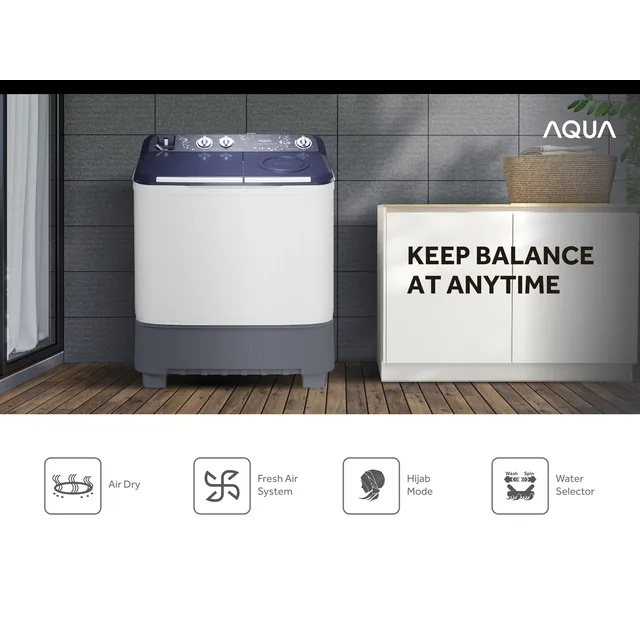 AQUA
KEEP BALANCE
AT ANYTIME
Air Dry
Fresh Air
System
Hijab
Mode
Wash Spin
Water
Selector